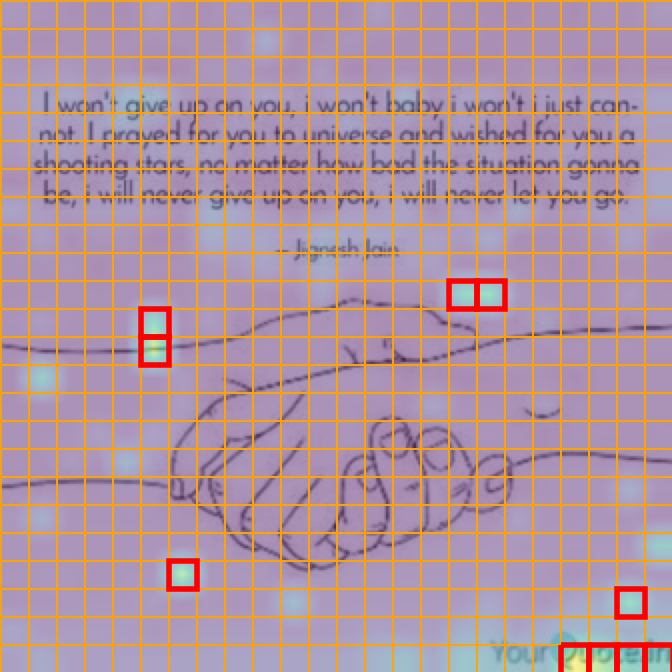 I won't give up on you, i won't baby i won't i just can-
not. I prayed for you to universe and wished for you a
shooting stars, no matter how bad the situation gonna
be, i will never give up on you, i will never let you go.
-- Jignesh Jain
YourQuote.in